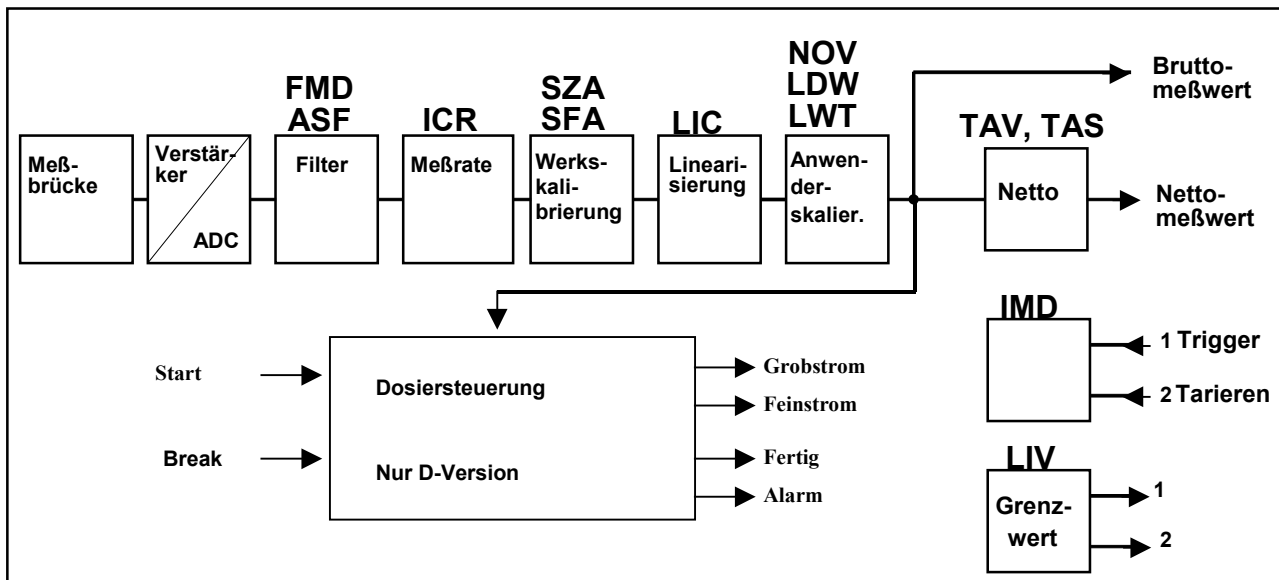 FMD
ASF
ICR
SZA
SFA
LIC
NOV
LDW
LWT
TAV, TAS
Brutto-
meßwert
Meß-
brücke
Verstär-
ker
ADC
Filter
Meßrate
Werks-
kali-
brierung
Lineari-
sierung
Anwen-
der-
skalier.
Netto
Netto-
meßwert
IMD
1 Trigger
2 Tarieren
Start
Break
Dosiersteuerung
Nur D-Version
Grobstrom
Feinstrom
Fertig
Alarm
LIV
Grenz-
wert
1
2